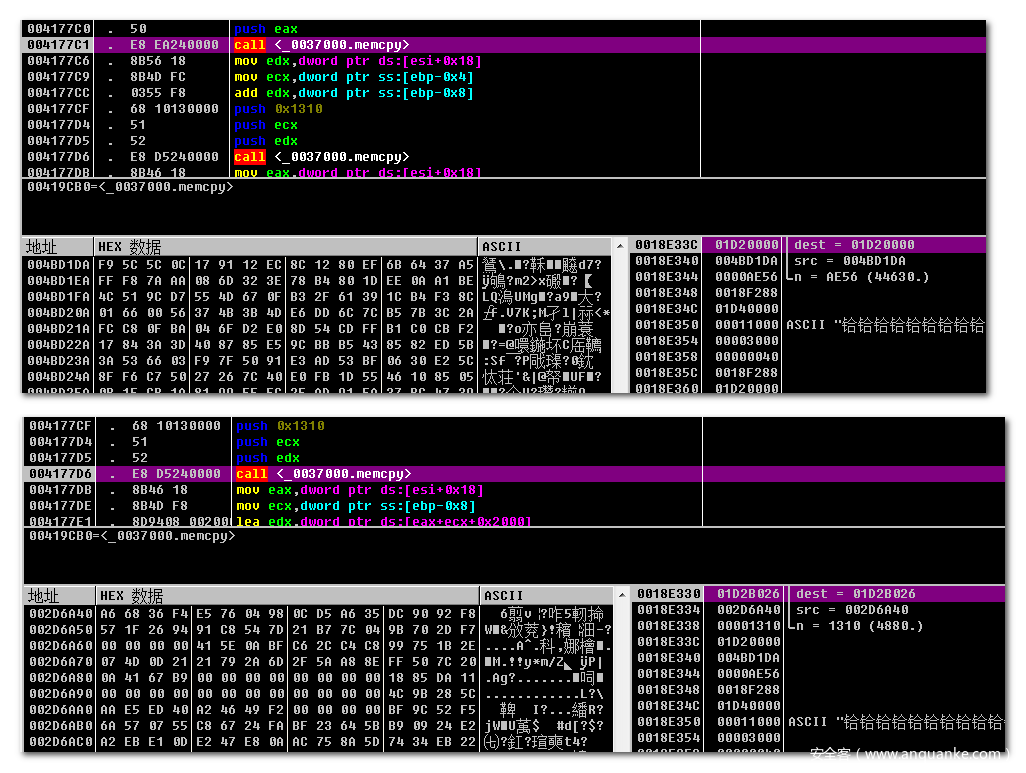 004177C0 . 50 push eax
004177C1 . E8 EA240000 call <_0037000.memcpy>
004177C6 . 8B56 18 mov edx,dword ptr ds:[esi+0x18]
004177C9 . 8B4D FC mov ecx,dword ptr ss:[ebp-0x4]
004177CC . 0355 F8 add edx,dword ptr ss:[ebp-0x8]
004177CF . 68 10130000 push 0x1310
004177D4 . 51 push ecx
004177D5 . 52 push edx
004177D6 . E8 D5240000 call <_0037000.memcpy>
004177DB . 8B46 18 mov eax,dword ptr ds:[esi+0x18]
00419CB0=<_0037000.memcpy>
地址 HEX 数据 ASCII
004BD1DA F9 5C 5C 0C 17 91 12 EC 8C 12 80 EF 6B 64 37 A5
004BD1EA FF F8 7A AA 08 6D 32 3E 78 B4 80 1D EE 0A A1 BE
004BD1FA 4C 51 9C D7 55 4D 67 0F B3 2F 61 39 1C B4 F3 8C
004BD20A 01 66 00 56 37 4B 3B 4D E6 DD 6C 7C B5 7B 3C 2A
004BD21A FC C8 0F BA 04 6F D2 E0 8D 54 CD FF B1 C0 CB F2
004BD22A 17 84 3A 3D 40 87 85 E5 9C BB B5 43 85 82 ED 5B
004BD23A 3A 53 66 03 F9 7F 50 91 E3 AD 53 BF 06 30 E2 5C
004BD24A 8F F6 C7 50 27 26 7C 40 E0 FB 1D 55 46 10 85 05
0018E33C 01D20000 dest = 01D20000
0018E340 004BD1DA src = 004BD1DA
0018E344 0000AE56 n = AE56 (44630.)
0018E348 0018F288
0018E34C 01D40000
0018E350 00011000 ASCII "铪铪铪铪铪铪铪铪铪
0018E354 00003000
0018E358 00000040
0018E35C 0018F288
0018E360 01D20000
004177CF . 68 10130000 push 0x1310
004177D4 . 51 push ecx
004177D5 . 52 push edx
004177D6 . E8 D5240000 call <_0037000.memcpy>
004177DB . 8B46 18 mov eax,dword ptr ds:[esi+0x18]
004177DE . 8B4D F8 mov ecx,dword ptr ss:[ebp-0x8]
004177E1 . 8D9408 00200 lea edx,dword ptr ds:[eax+ecx+0x2000]
00419CB0=<_0037000.memcpy>
地址 HEX 数据 ASCII
002D6A40 A6 68 36 F4 E5 76 04 98 0C D5 A6 35 DC 90 92 F8
002D6A50 57 1F 26 94 91 C8 54 7D 21 B7 7C 04 9B 70 2D F7
002D6A60 00 00 00 00 41 5E 0A BF C6 2C C4 C8 99 75 1B 2E
002D6A70 07 4D 0D 21 21 79 2A 6D 2F 5A A8 8E FF 50 7C 20
002D6A80 0A 41 67 B9 00 00 00 00 00 00 00 00 18 85 DA 11
002D6A90 00 00 00 00 00 00 00 00 00 00 00 00 4C 9B 28 5C
002D6AA0 AA E5 ED 40 A2 46 49 F2 00 00 00 00 BF 9C 52 F5
002D6AB0 6A 57 07 55 C8 67 24 FA BF 23 64 5B B9 09 24 E2
002D6AC0 A2 EB E1 0D E2 47 E8 0A AC 75 8A 5D 74 34 EB 22
0018E330 01D2B026 dest = 01D2B026
0018E334 002D6A40 src = 002D6A40
0018E338 00001310 n = 1310 (4880.)
0018E33C 01D20000
0018E340 004BD1DA
0018E344 0000AE56
0018E348 0018F288
0018E34C 01D40000
0018E350 00011000 ASCII "铪铪铪铪铪铪铪铪铪
0018E354 00003000
安全客（www.anquanke.com）